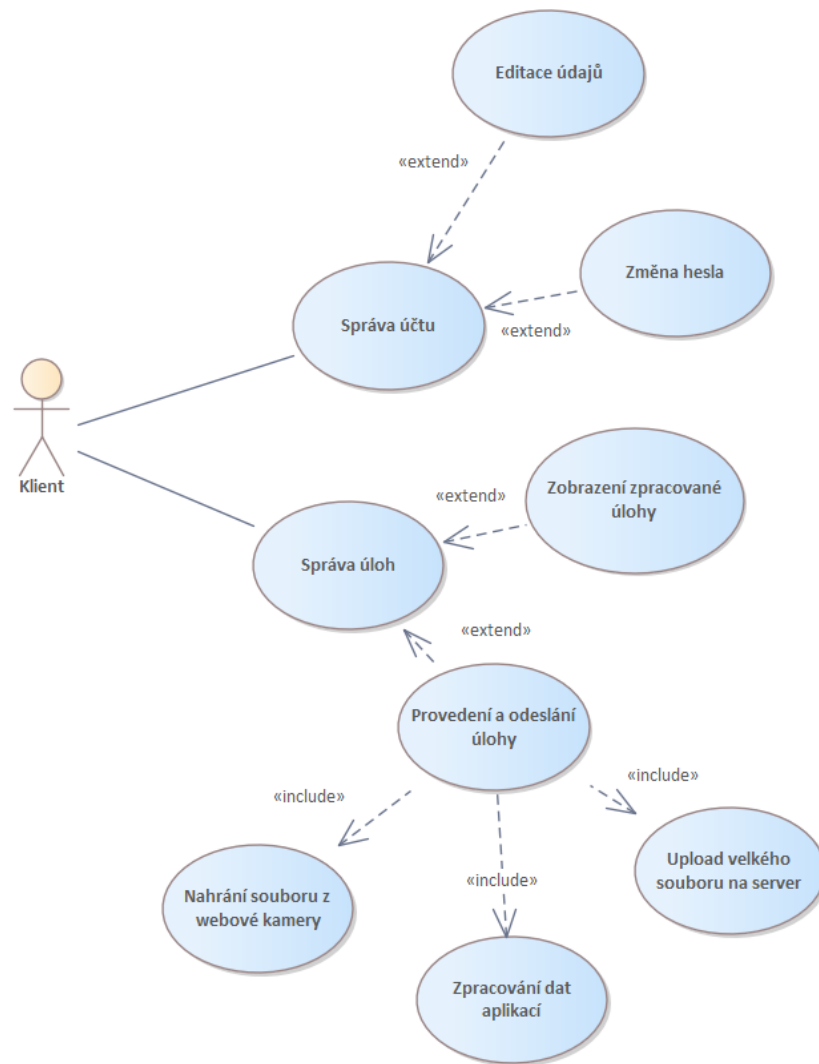 Editace údajů
«extend»
Změna hesla
Správa účtu
«extend»
Klient
Zobrazení zpracované
úlohy
«extend»
Správa úloh
«extend»
Provedení a odeslání
úlohy
«include»
«include»
Upload velkého
souboru na server
Nahrání souboru z
webové kamery
«include»
Zpracování dat
aplikací